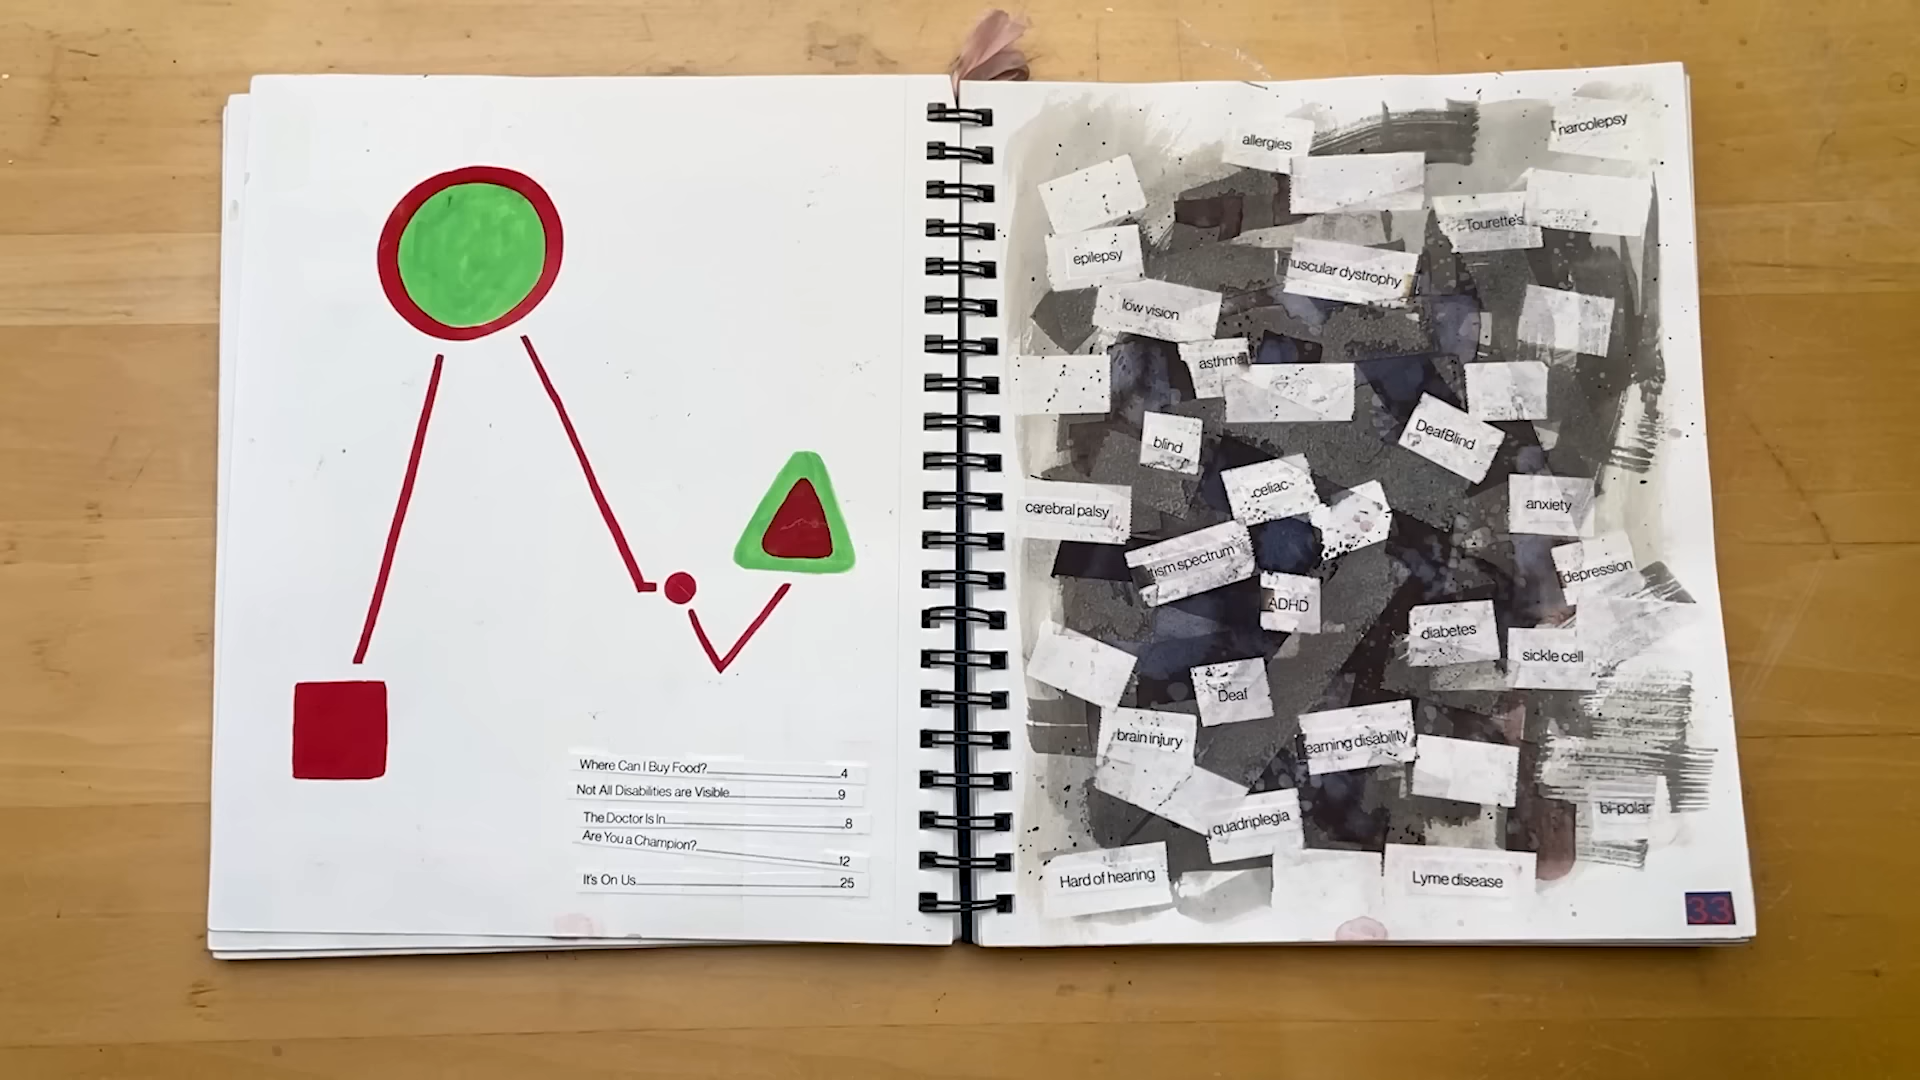 Where Can I Buy Food? 4
Not All Disabilities are Visible 9
The Doctor Is In 8
Are You a Champion? 12
It's On Us 25
allergies
narcolepsy
Tourette's
epilepsy
uscular dystrophy
low vision
asthma
blind
DeafBlind
celiac
cerebral palsy
anxiety
tism spectrum
depression
ADHD
diabetes
sickle cell
Deaf
brain injury
earning disability
bi-polar
quadriplegia
Hard of hearing
Lyme disease
33